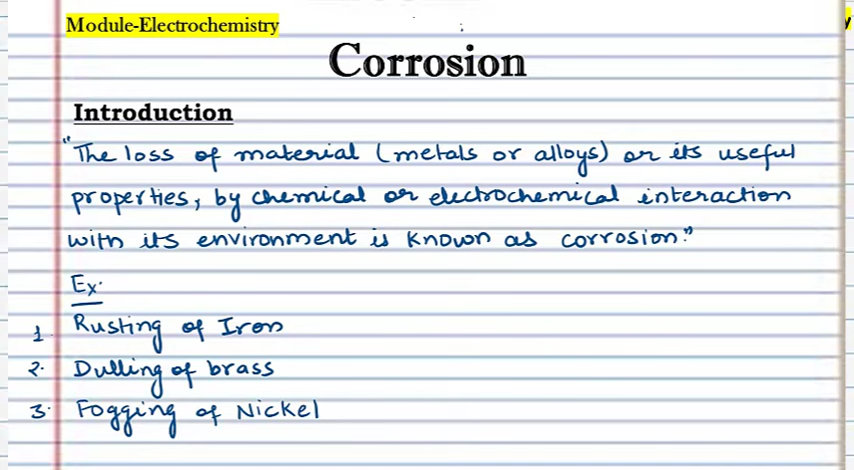 Module-Electrochemistry
Corrosion
Introduction
"The loss of material (metals or alloys) or its useful
properties, by chemical or electrochemical interaction
with its environment is known as corrosion."
Ex.
1. Rusting of Iron
2. Dulling of brass
3. Fogging of Nickel